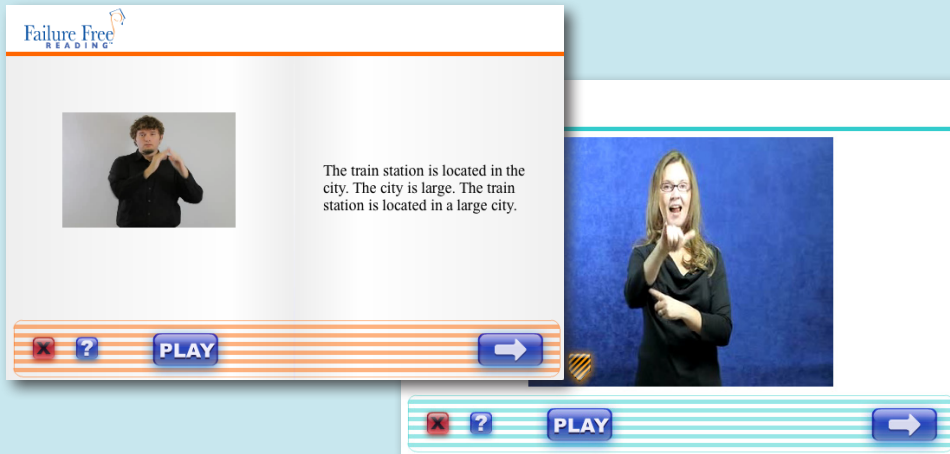 Failure Free
READING™
The train station is located in the
city. The city is large. The train
station is located in a large city.
X
?
PLAY
X
?
PLAY